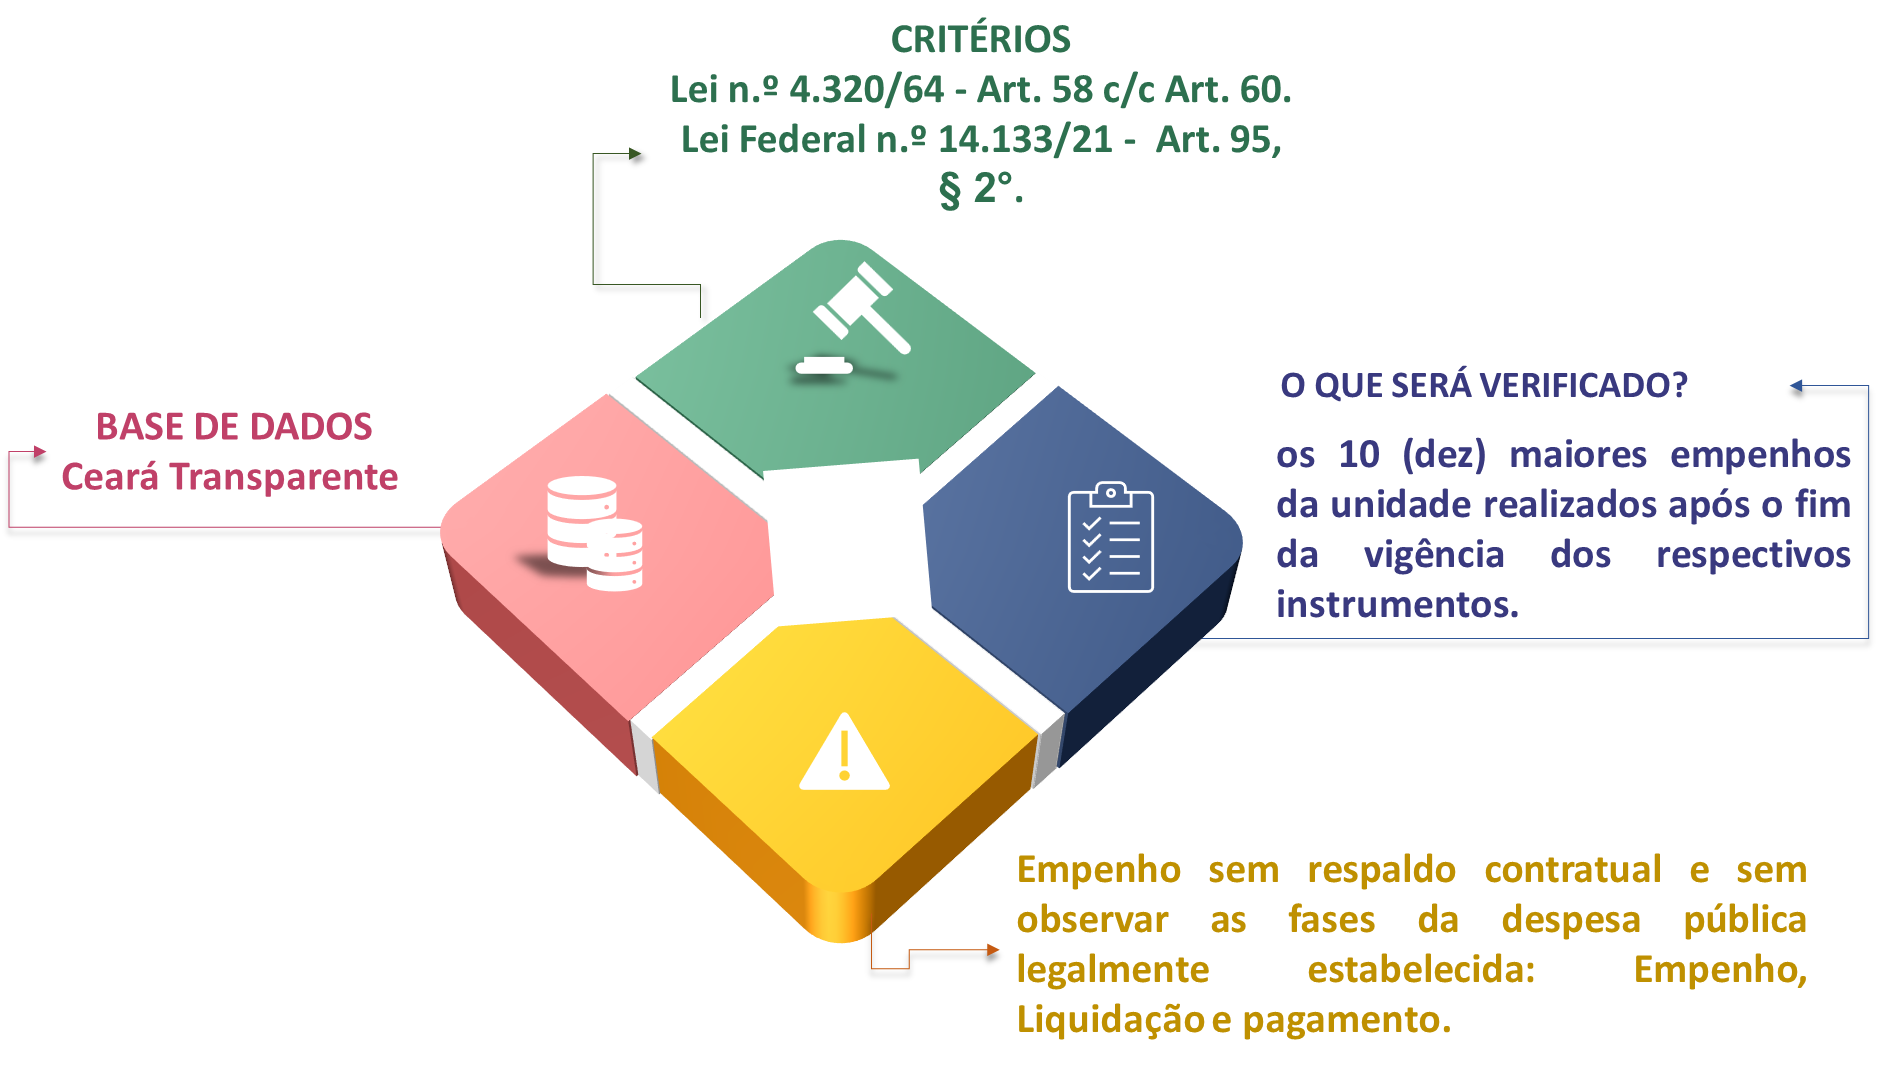 CRITÉRIOS
Lei n.º 4.320/64 - Art. 58 c/c Art. 60.
Lei Federal n.º 14.133/21 - Art. 95,
§ 2°.
BASE DE DADOS
Ceará Transparente
O QUE SERÁ VERIFICADO?
os 10 (dez) maiores empenhos
da unidade realizados após o fim
da vigência dos respectivos
instrumentos.
Empenho sem respaldo contratual e sem
observar as fases da despesa pública
legalmente estabelecida: Empenho,
Liquidação e pagamento.